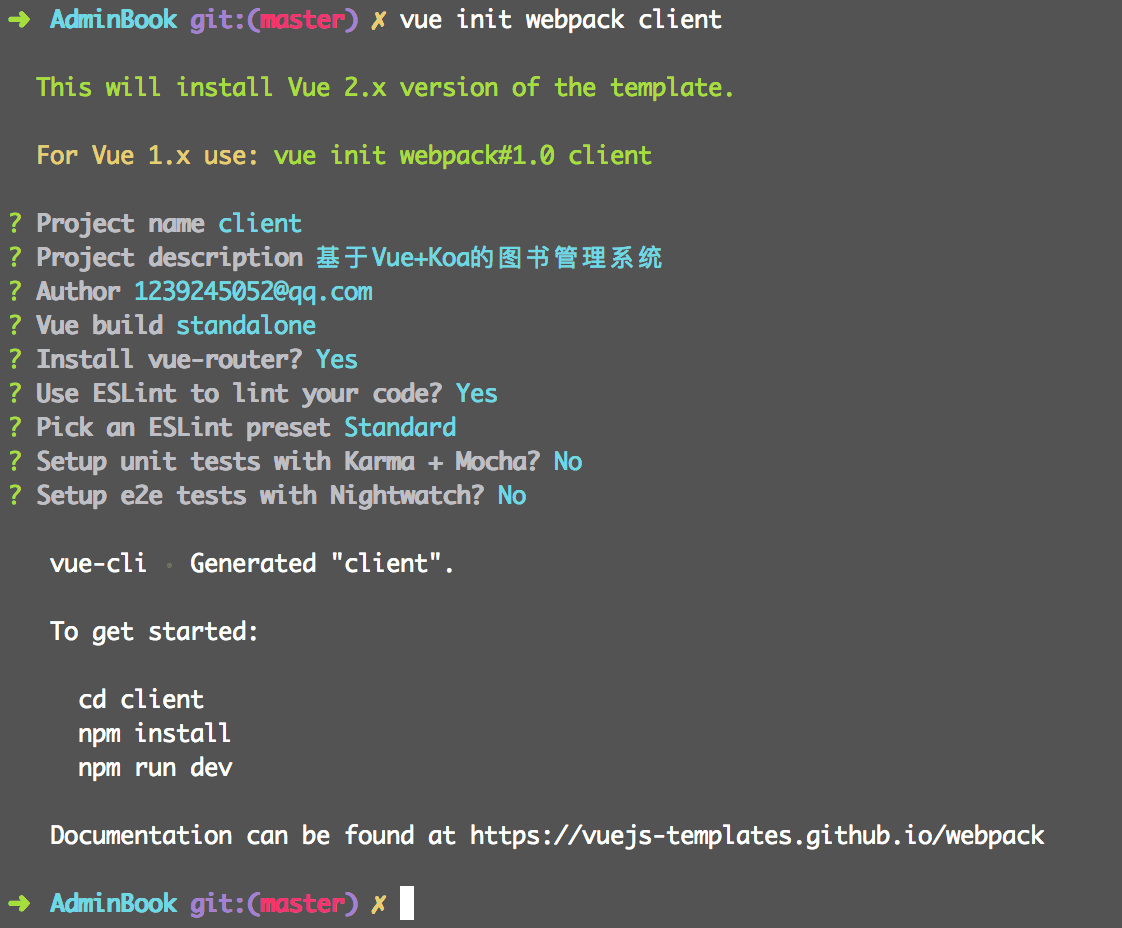 ➜ AdminBook git:(master) ✗ vue init webpack client
This will install Vue 2.x version of the template.
For Vue 1.x use: vue init webpack#1.0 client
? Project name client
? Project description 基于Vue+Koa的图书管理系统
? Author 1239245052@qq.com
? Vue build standalone
? Install vue-router? Yes
? Use ESLint to lint your code? Yes
? Pick an ESLint preset Standard
? Setup unit tests with Karma + Mocha? No
? Setup e2e tests with Nightwatch? No
vue-cli · Generated "client".
To get started:
cd client
npm install
npm run dev
Documentation can be found at https://vuejs-templates.github.io/webpack
➜ AdminBook git:(master) ✗